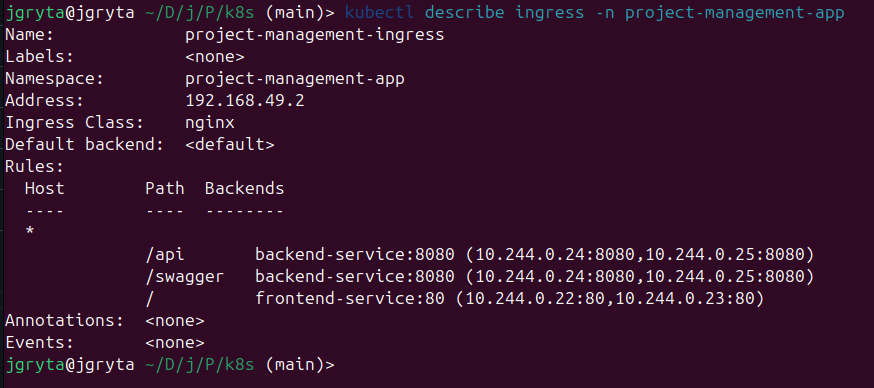 jgryta@jgryta ~/D/j/P/k8s (main)> kubectl describe ingress -n project-management-app
Name:             project-management-ingress
Labels:           <none>
Namespace:        project-management-app
Address:          192.168.49.2
Ingress Class:    nginx
Default backend:  <default>
Rules:
  Host        Path  Backends
  ----        ----  --------
  *
              /api       backend-service:8080 (10.244.0.24:8080,10.244.0.25:8080)
              /swagger   backend-service:8080 (10.244.0.24:8080,10.244.0.25:8080)
              /          frontend-service:80 (10.244.0.22:80,10.244.0.23:80)
Annotations:  <none>
Events:       <none>
jgryta@jgryta ~/D/j/P/k8s (main)>